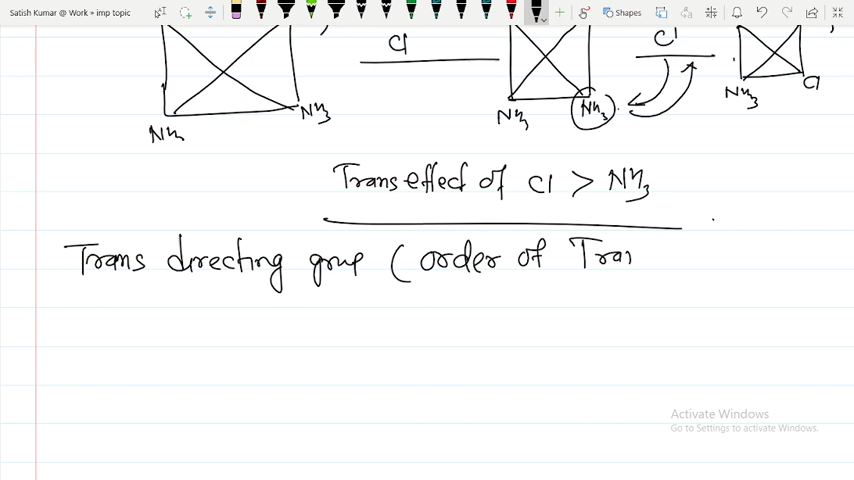 Satish Kumar @ Work » imp topic
Shapes
Cl
Cl
NH3
NH3
NH3
NH3
NH3
Cl
Trans effect of Cl > NH3
Trans directing group ( order of Tran
Activate Windows
Go to Settings to activate Windows.